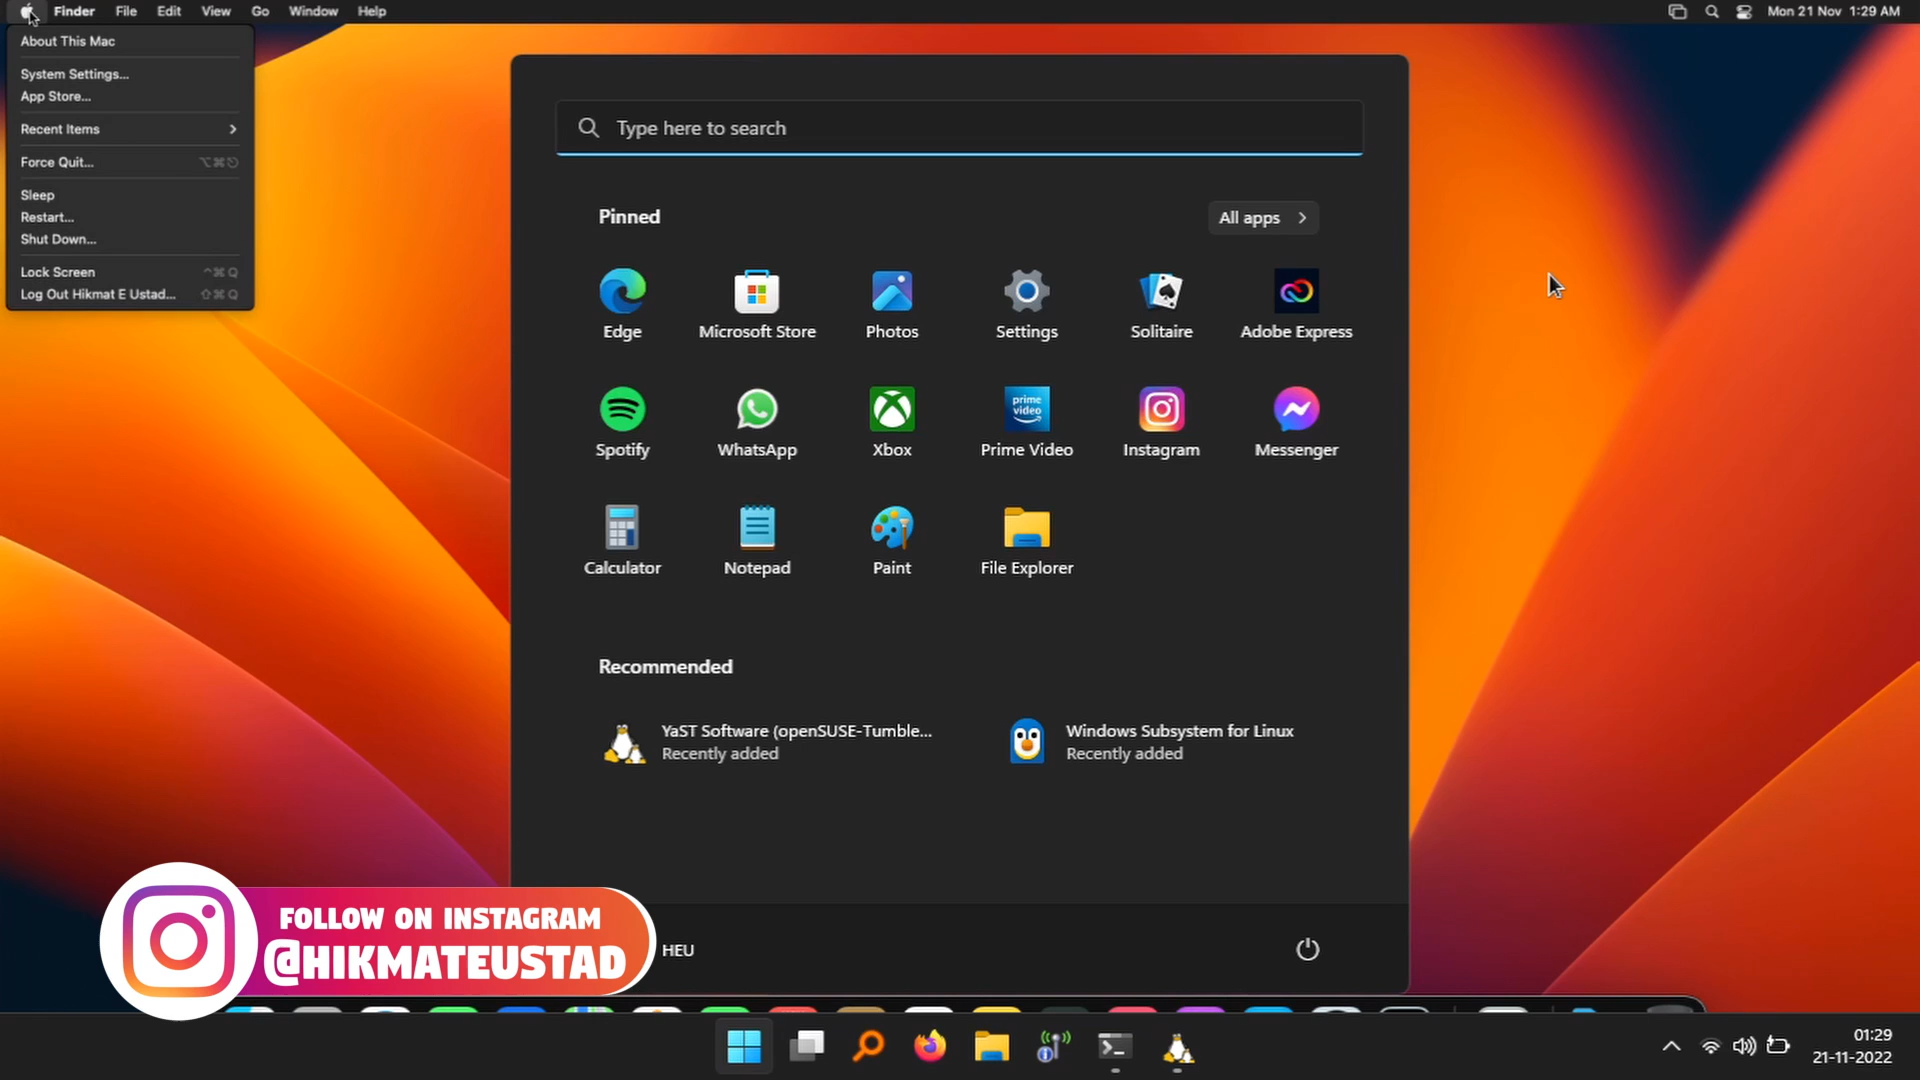 Finder File Edit View Go Window Help
Mon 21 Nov 1:29 AM
About This Mac
System Settings...
App Store...
Recent Items
Force Quit... ⌥⌘⎋
Sleep
Restart...
Shut Down...
Lock Screen ^⌘Q
Log Out Hikmat E Ustad... ⇧⌘Q
Type here to search
Pinned
All apps
Edge
Microsoft Store
Photos
Settings
Solitaire
Adobe Express
Spotify
WhatsApp
Xbox
prime video
Prime Video
Instagram
Messenger
Calculator
Notepad
Paint
File Explorer
Recommended
YaST Software (openSUSE-Tumble...
Recently added
Windows Subsystem for Linux
Recently added
FOLLOW ON INSTAGRAM
@HIKMATEUSTAD
HEU
01:29
21-11-2022